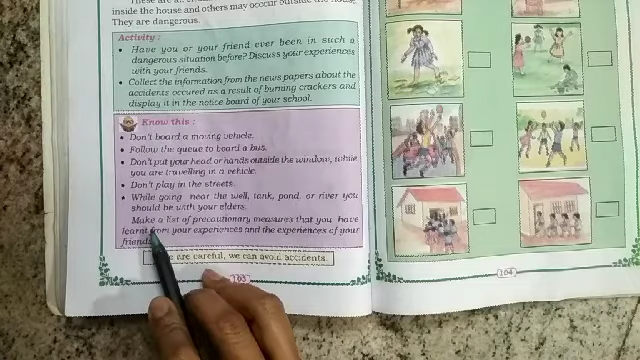 inside the house and others may occour outside the house.
They are dangerous.
Activity :
• Have you or your friend ever been in such a
dangerous situation before? Discuss your experiences
with your friends.
• Collect the information from the news papers about the
accidents occured as a result of burning crackers and
display it in the notice board of your school.
Know this :
• Don't board a moving vehicle.
• Follow the queue to board a bus.
• Don't put your head or hands outside the window, while
you are travelling in a vehicle.
• Don't play in the streets.
• While going near the well, tank, pond, or river you
should be with your elders.
Make a list of precautionary measures that you have
learnt from your experiences and the experiences of your
friends.
are careful, we can avoid accidents.
103
104